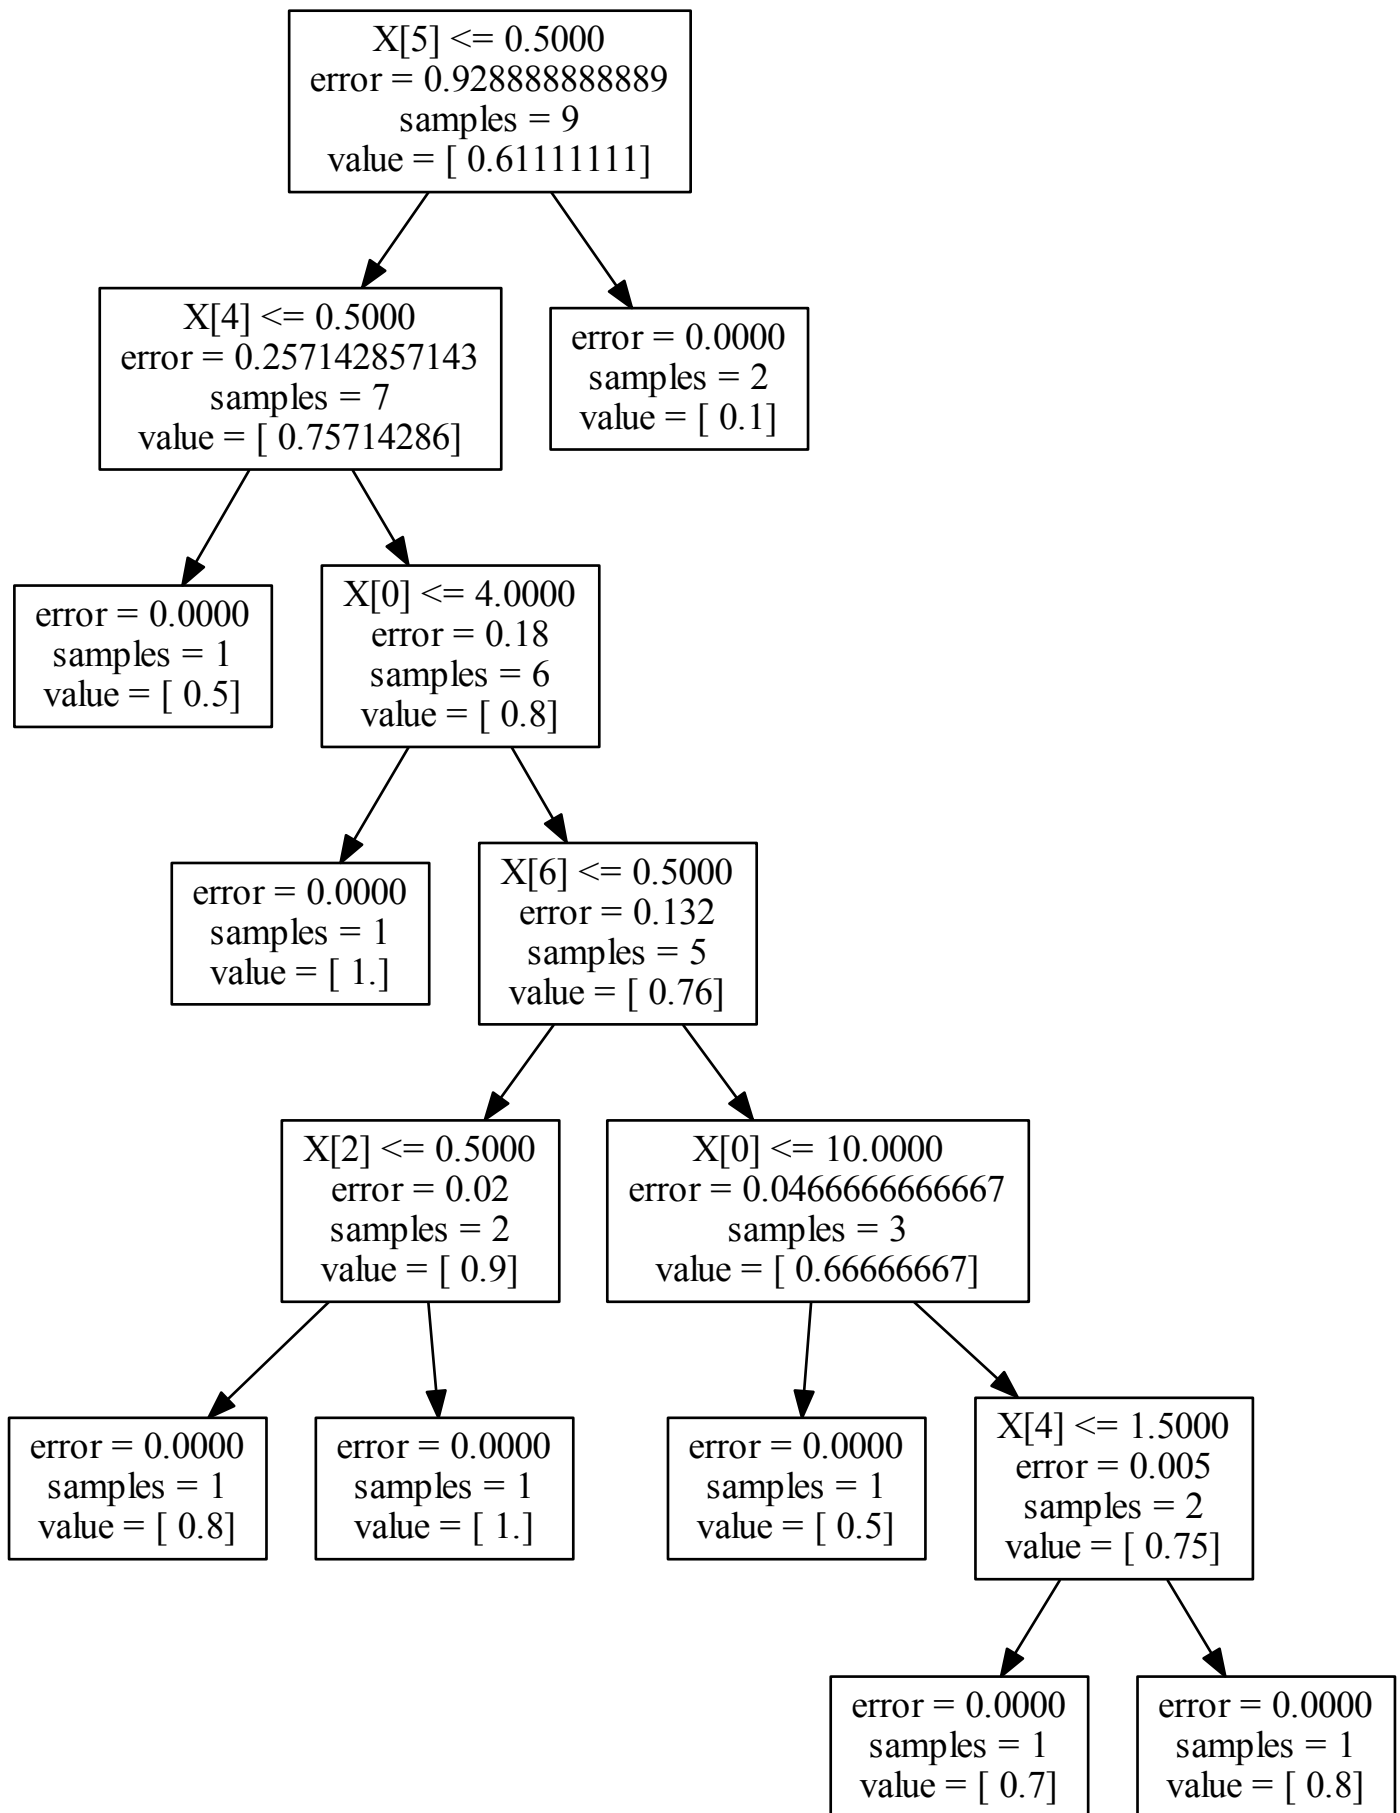 X[5] <= 0.5000
error = 0.928888888889
samples = 9
value = [ 0.61111111]
X[4] <= 0.5000
error = 0.257142857143
samples = 7
value = [ 0.75714286]
error = 0.0000
samples = 2
value = [ 0.1]
error = 0.0000
samples = 1
value = [ 0.5]
X[0] <= 4.0000
error = 0.18
samples = 6
value = [ 0.8]
error = 0.0000
samples = 1
value = [ 1.]
X[6] <= 0.5000
error = 0.132
samples = 5
value = [ 0.76]
X[2] <= 0.5000
error = 0.02
samples = 2
value = [ 0.9]
X[0] <= 10.0000
error = 0.0466666666667
samples = 3
value = [ 0.66666667]
error = 0.0000
samples = 1
value = [ 0.8]
error = 0.0000
samples = 1
value = [ 1.]
error = 0.0000
samples = 1
value = [ 0.5]
X[4] <= 1.5000
error = 0.005
samples = 2
value = [ 0.75]
error = 0.0000
samples = 1
value = [ 0.7]
error = 0.0000
samples = 1
value = [ 0.8]